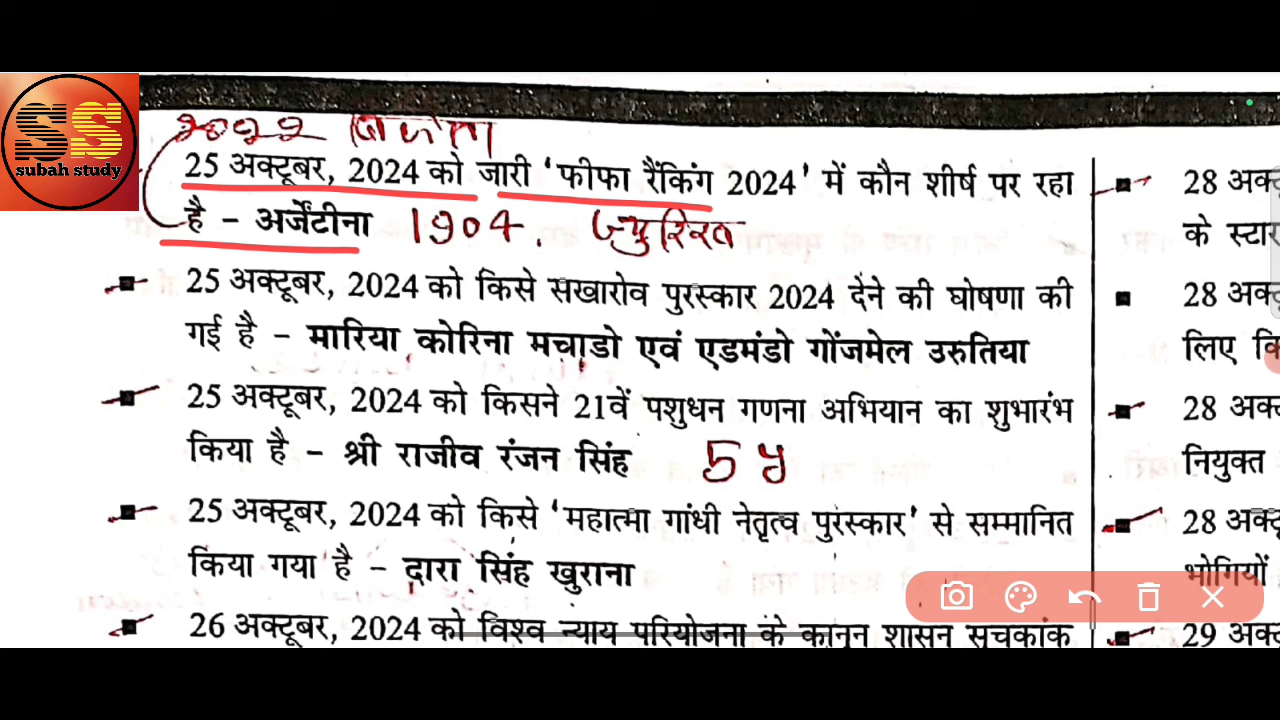 SS
subah study
2022 विजेता
25 अक्टूबर, 2024 को जारी ‘फीफा रैंकिंग 2024’ में कौन शीर्ष पर रहा
है – अर्जेंटीना 1904. ज्युरिख
■ 25 अक्टूबर, 2024 को किसे सखारोव पुरस्कार 2024 देने की घोषणा की
गई है – मारिया कोरिना मचाडो एवं एडमंडो गोंजमेल उरुतिया
■ 25 अक्टूबर, 2024 को किसने 21वें पशुधन गणना अभियान का शुभारंभ
किया है – श्री राजीव रंजन सिंह 5 y
■ 25 अक्टूबर, 2024 को किसे ‘महात्मा गांधी नेतृत्व पुरस्कार’ से सम्मानित
किया गया है – दारा सिंह खुराना
■ 26 अक्टूबर, 2024 को विश्व न्याय परियोजना के कानून शासन सूचकांक
■ 28 अक्टू
के स्टार
■ 28 अक्टू
लिए कि
■ 28 अक्टू
नियुक्त
■ 28 अक्टू
भोगियों
■ 29 अक्टू